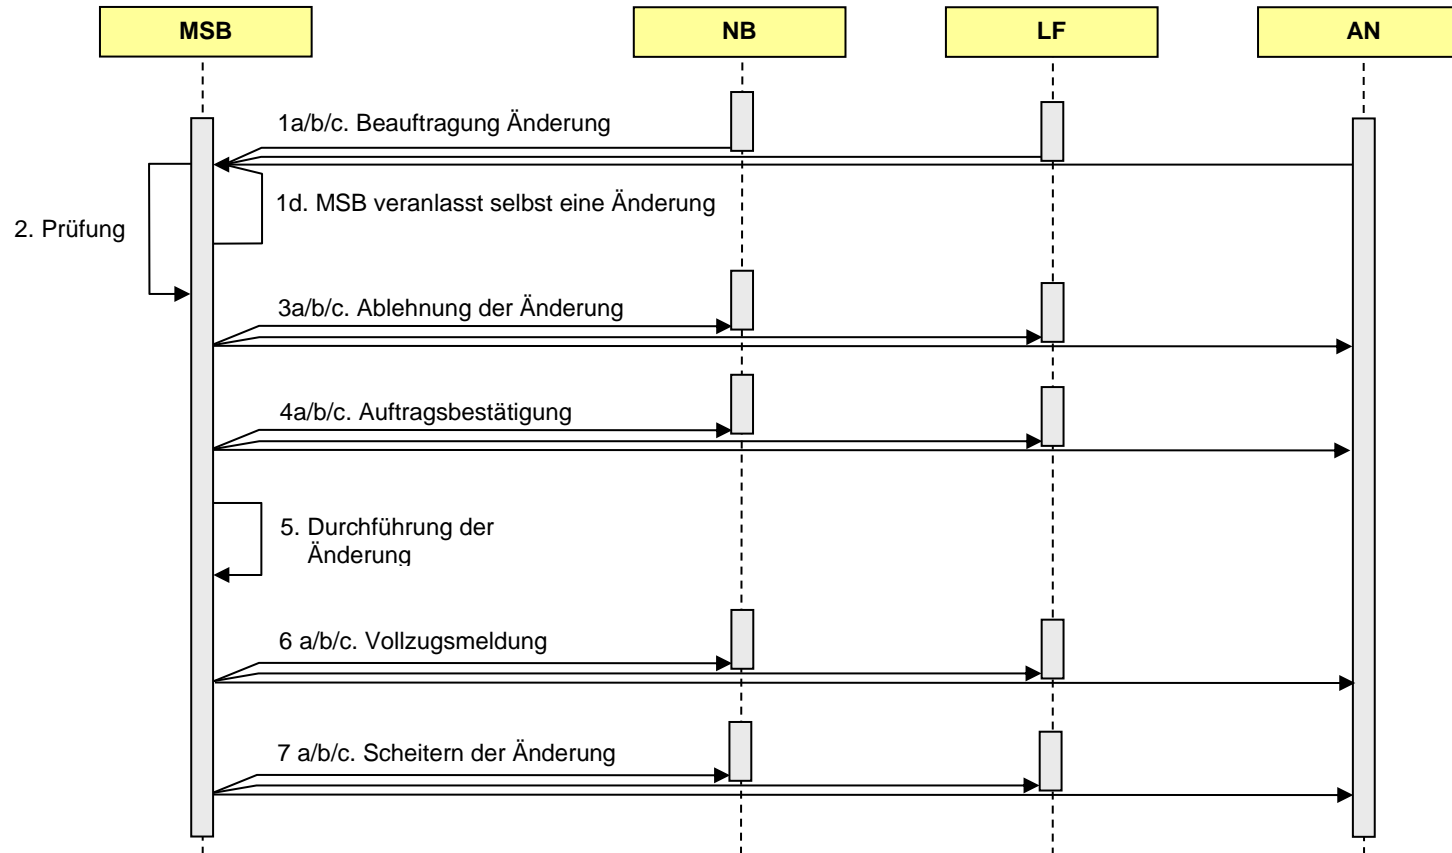 MSB
NB
LF
AN
1a/b/c. Beauftragung Änderung
1d. MSB veranlasst selbst eine Änderung
2. Prüfung
3a/b/c. Ablehnung der Änderung
4a/b/c. Auftragsbestätigung
5. Durchführung der
Änderung
6 a/b/c. Vollzugsmeldung
7 a/b/c. Scheitern der Änderung